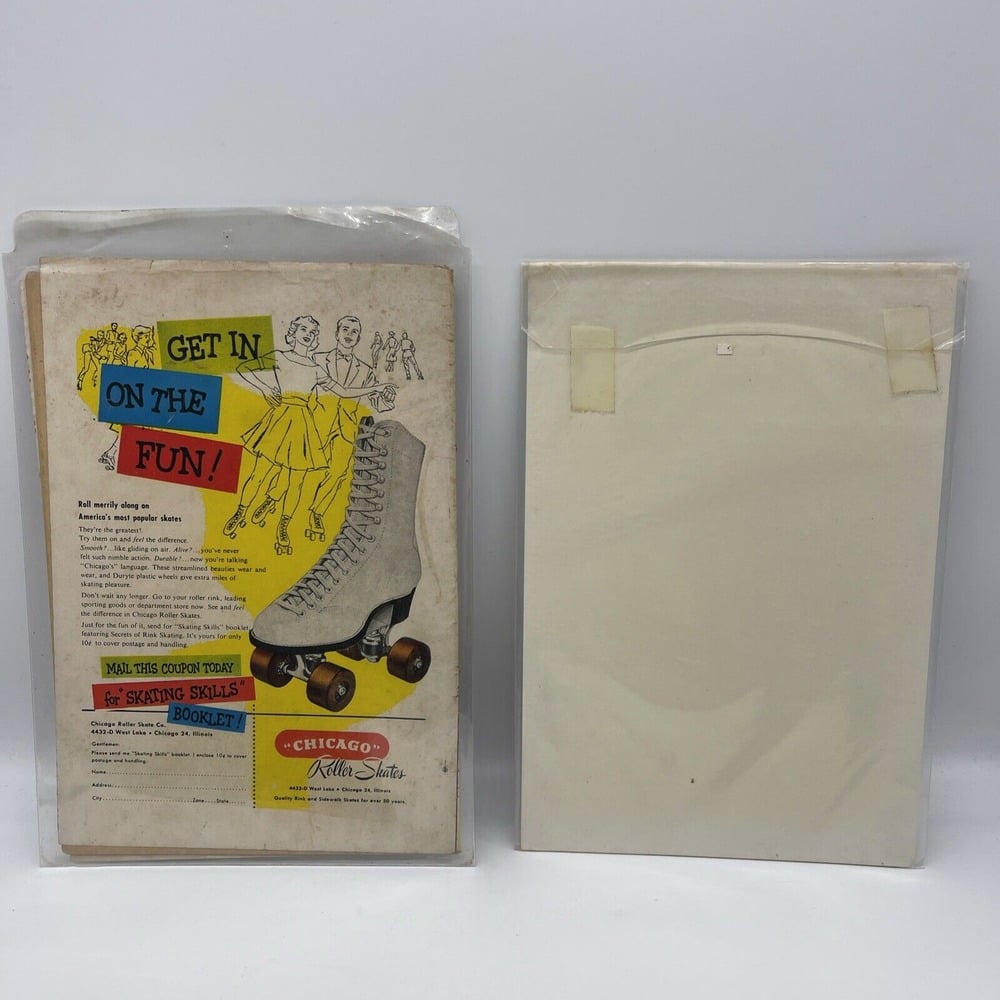 GET IN
ON THE
FUN!
Roll merrily along on
America's most popular skates
They're the greatest!
Try them on and feel the difference.
Smooth? ...like gliding on air. Alive? ...you've never
felt such nimble action. Durable? ...now you're talking
"Chicago's" language. These streamlined beauties wear and
wear, and Duryte plastic wheels give extra miles of
skating pleasure.
Don't wait any longer. Go to your roller rink, leading
sporting goods or department store now. See and feel
the difference in Chicago Roller Skates.
Just for the fun of it, send for "Skating Skills" booklet
featuring Secrets of Rink Skating. It's yours for only
10¢ to cover postage and handling.
MAIL THIS COUPON TODAY
for "SKATING SKILLS"
BOOKLET!
Chicago Roller Skate Co.
4432-D West Lake • Chicago 24, Illinois
Gentlemen:
Please send me "Skating Skills" booklet. I enclose 10¢ to cover
postage and handling.
Name
Address
City Zone State
"CHICAGO"
Roller Skates
4432-D West Lake • Chicago 24, Illinois
Quality Rink and Sidewalk Skates for over 50 years.